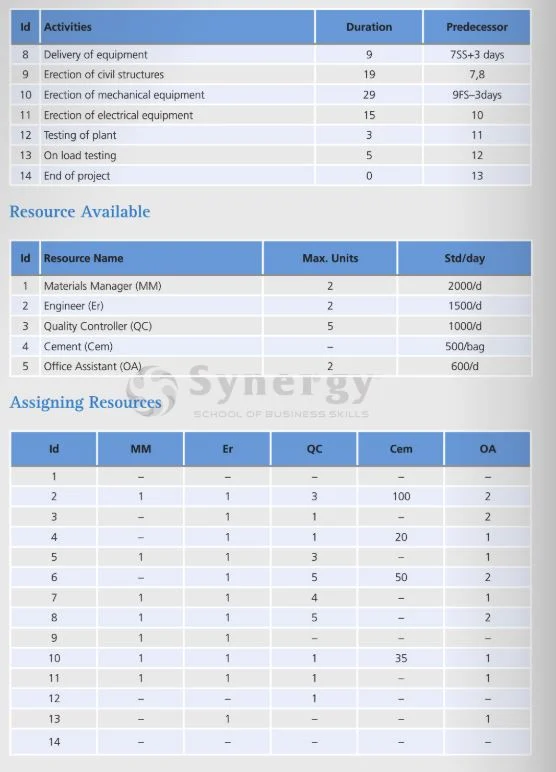 Id Activities Duration Predecessor
8 Delivery of equipment 9 7SS+3 days
9 Erection of civil structures 19 7,8
10 Erection of mechanical equipment 29 9FS–3days
11 Erection of electrical equipment 15 10
12 Testing of plant 3 11
13 On load testing 5 12
14 End of project 0 13
Resource Available
Id Resource Name Max. Units Std/day
1 Materials Manager (MM) 2 2000/d
2 Engineer (Er) 2 1500/d
3 Quality Controller (QC) 5 1000/d
4 Cement (Cem) – 500/bag
5 Office Assistant (OA) 2 600/d
Synergy
SCHOOL OF BUSINESS SKILLS
Assigning Resources
Id MM Er QC Cem OA
1 – – – – –
2 1 1 3 100 2
3 – 1 1 – 2
4 – 1 1 20 1
5 1 1 3 – 1
6 – 1 5 50 2
7 1 1 4 – 1
8 1 1 5 – 2
9 1 1 – – –
10 1 1 1 35 1
11 1 1 1 – 1
12 – – 1 – –
13 – 1 – – 1
14 – – – – –